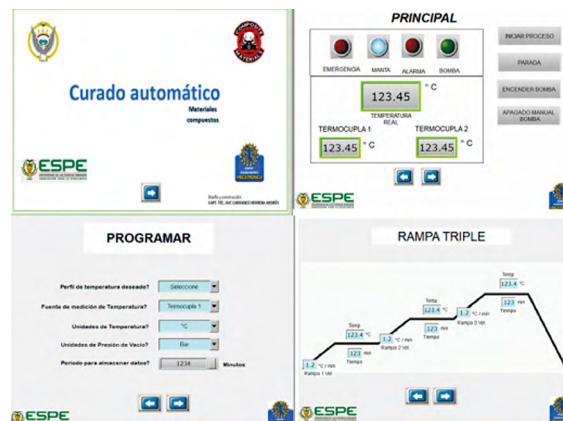 Curado automático
Materiales
compuestos
ESPE
Diseño y construcción:
PRINCIPAL
EMERGENCIA
MANTA
ALARMA
BOMBA
123.45 ° C
TEMPERATURA
REAL
TERMOCUPLA 1
TERMOCUPLA 2
123.45 ° C
123.45 ° C
INICIAR PROCESO
PARADA
ENCENDER BOMBA
APAGADO MANUAL
BOMBA
ESPE
PROGRAMAR
Perfil de temperatura deseado? Seleccione
Fuente de medición de Temperatura? Termocupla 1
Unidades de Temperatura? °C
Unidades de Presión de Vacío? Bar
Periodo para almacenar datos? 1234 Minutos
ESPE
RAMPA TRIPLE
Temp
123.4 °C
123 min
Tiempo
1.2 °C / min
Rampa 3 Vel.
Temp
123.4 °C
123 min
Tiempo
1.2 °C / min
Rampa 2 Vel.
Temp
123.4 °C
123 min
Tiempo
1.2 °C / min
Rampa 1 Vel.
ESPE